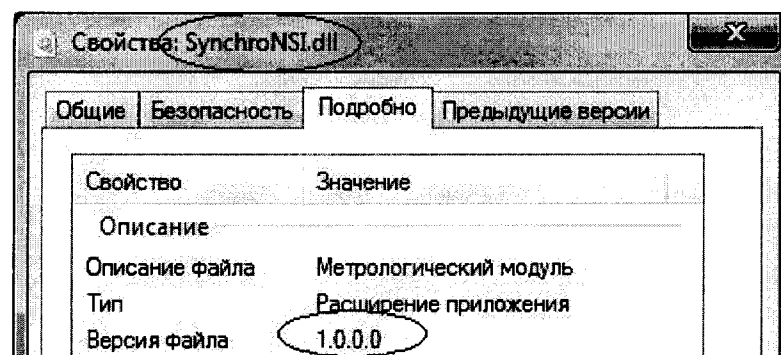 Свойства: SynchroNSI.dll
Общие Безопасность Подробно Предыдущие версии
Свойство Значение
Описание
Описание файла Метрологический модуль
Тип Расширение приложения
Версия файла 1.0.0.0